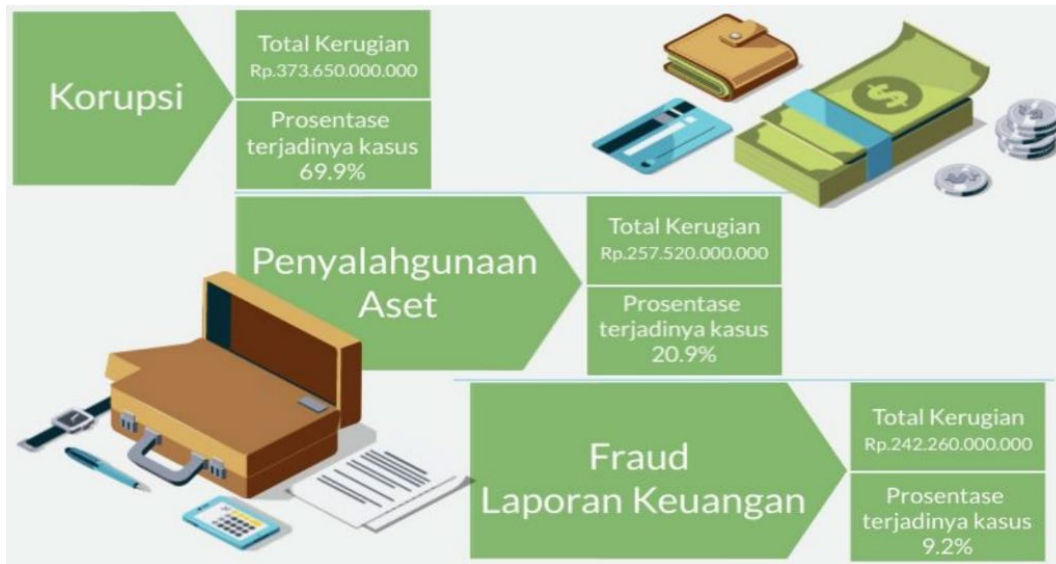 Korupsi
Total Kerugian
Rp.373.650.000.000
Prosentase
terjadinya kasus
69.9%
Penyalahgunaan
Aset
Total Kerugian
Rp.257.520.000.000
Prosentase
terjadinya kasus
20.9%
Fraud
Laporan Keuangan
Total Kerugian
Rp.242.260.000.000
Prosentase
terjadinya kasus
9.2%